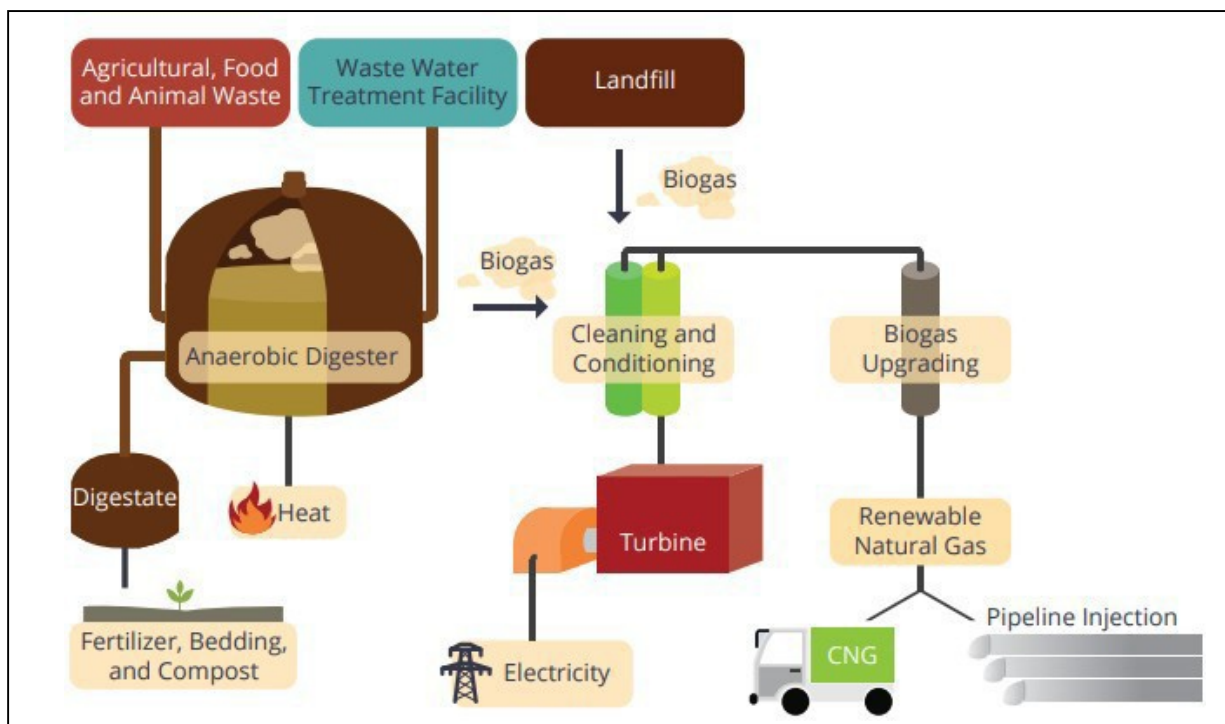 Agricultural, Food
and Animal Waste
Waste Water
Treatment Facility
Landfill
Biogas
Biogas
Anaerobic Digester
Cleaning and
Conditioning
Biogas
Upgrading
Digestate
Heat
Turbine
Renewable
Natural Gas
Fertilizer, Bedding,
and Compost
Electricity
CNG
Pipeline Injection